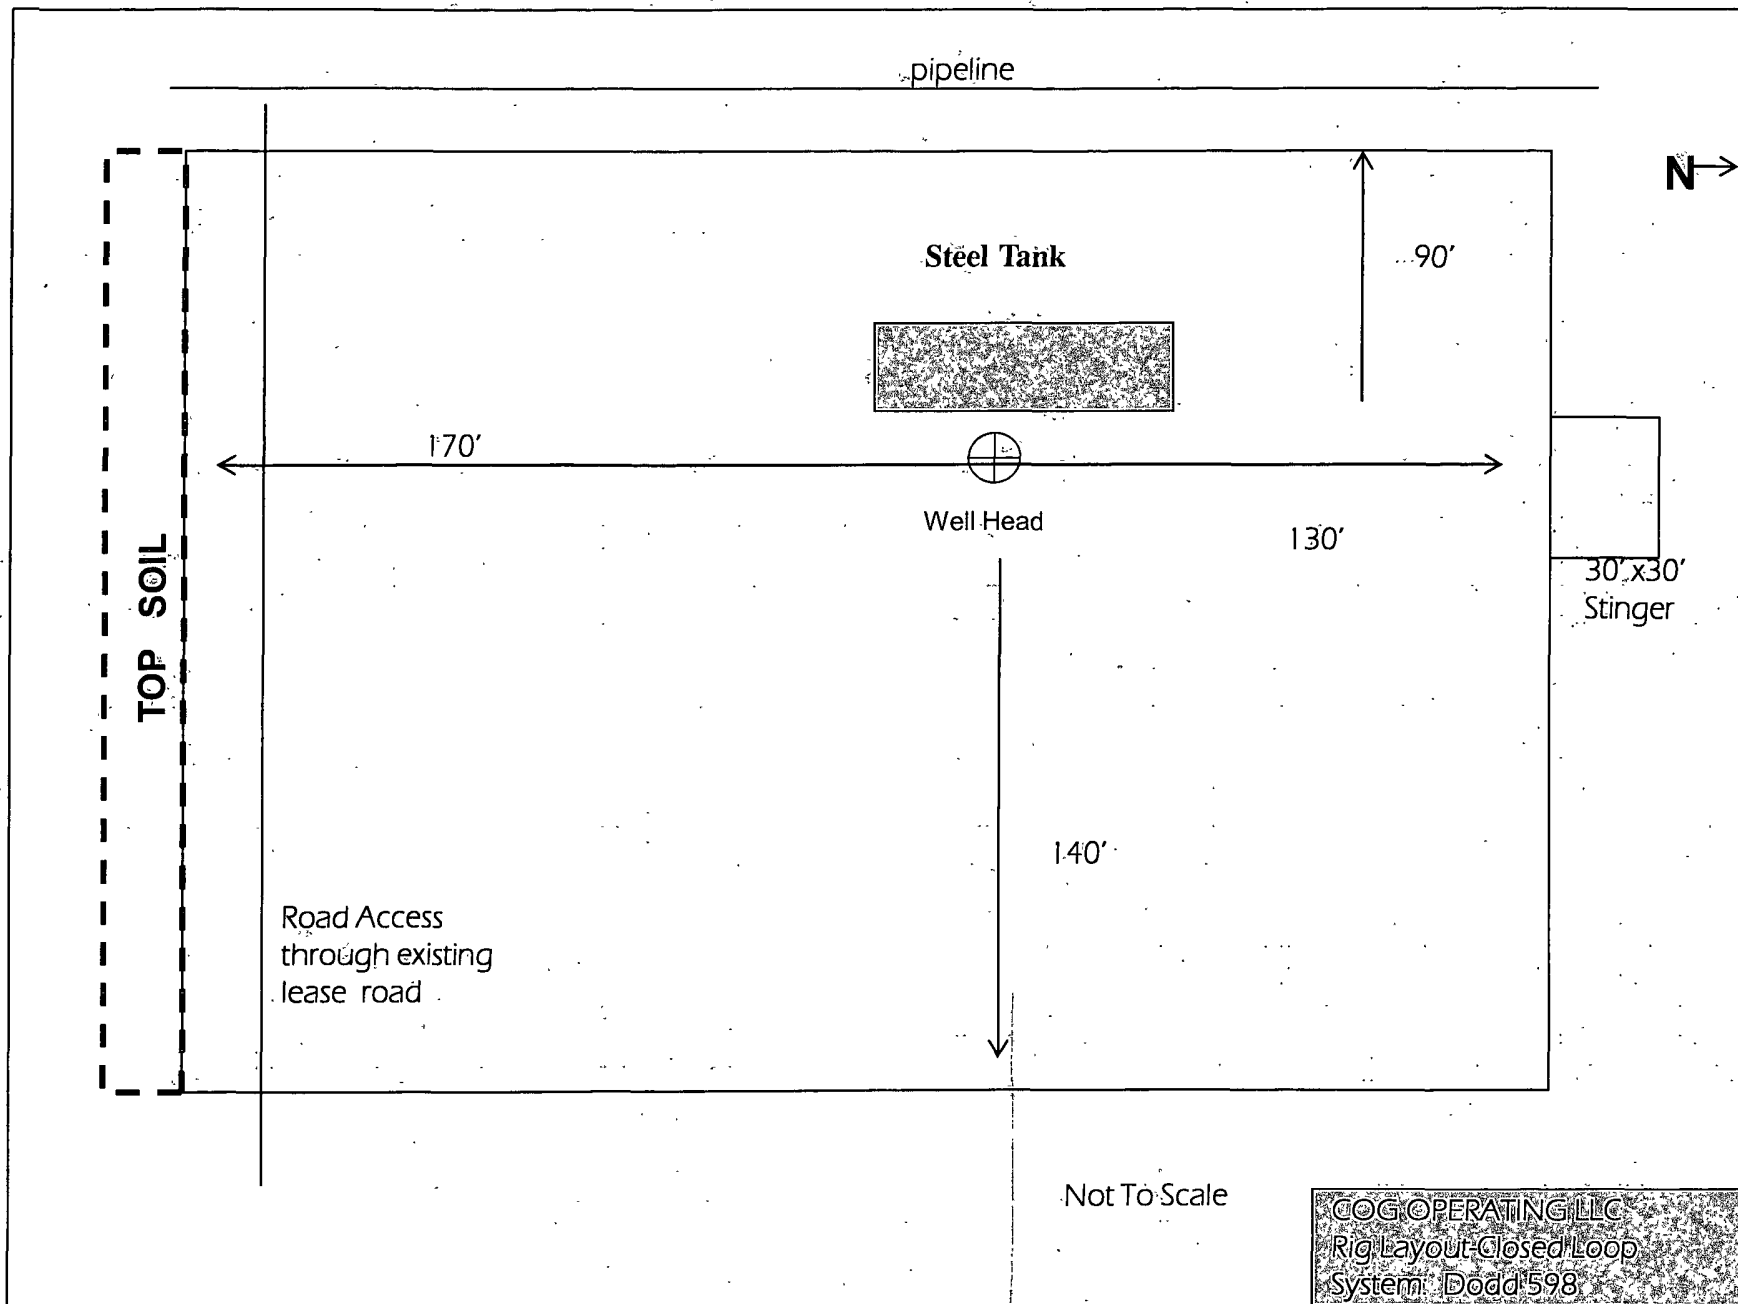 pipeline
N
Steel Tank
90'
170'
Well Head
130'
30'x30'
Stinger
TOP SOIL
140'
Road Access
through existing
lease road
Not To Scale
COG OPERATING LLC
Rig Layout-Closed Loop
System: Dodd 598